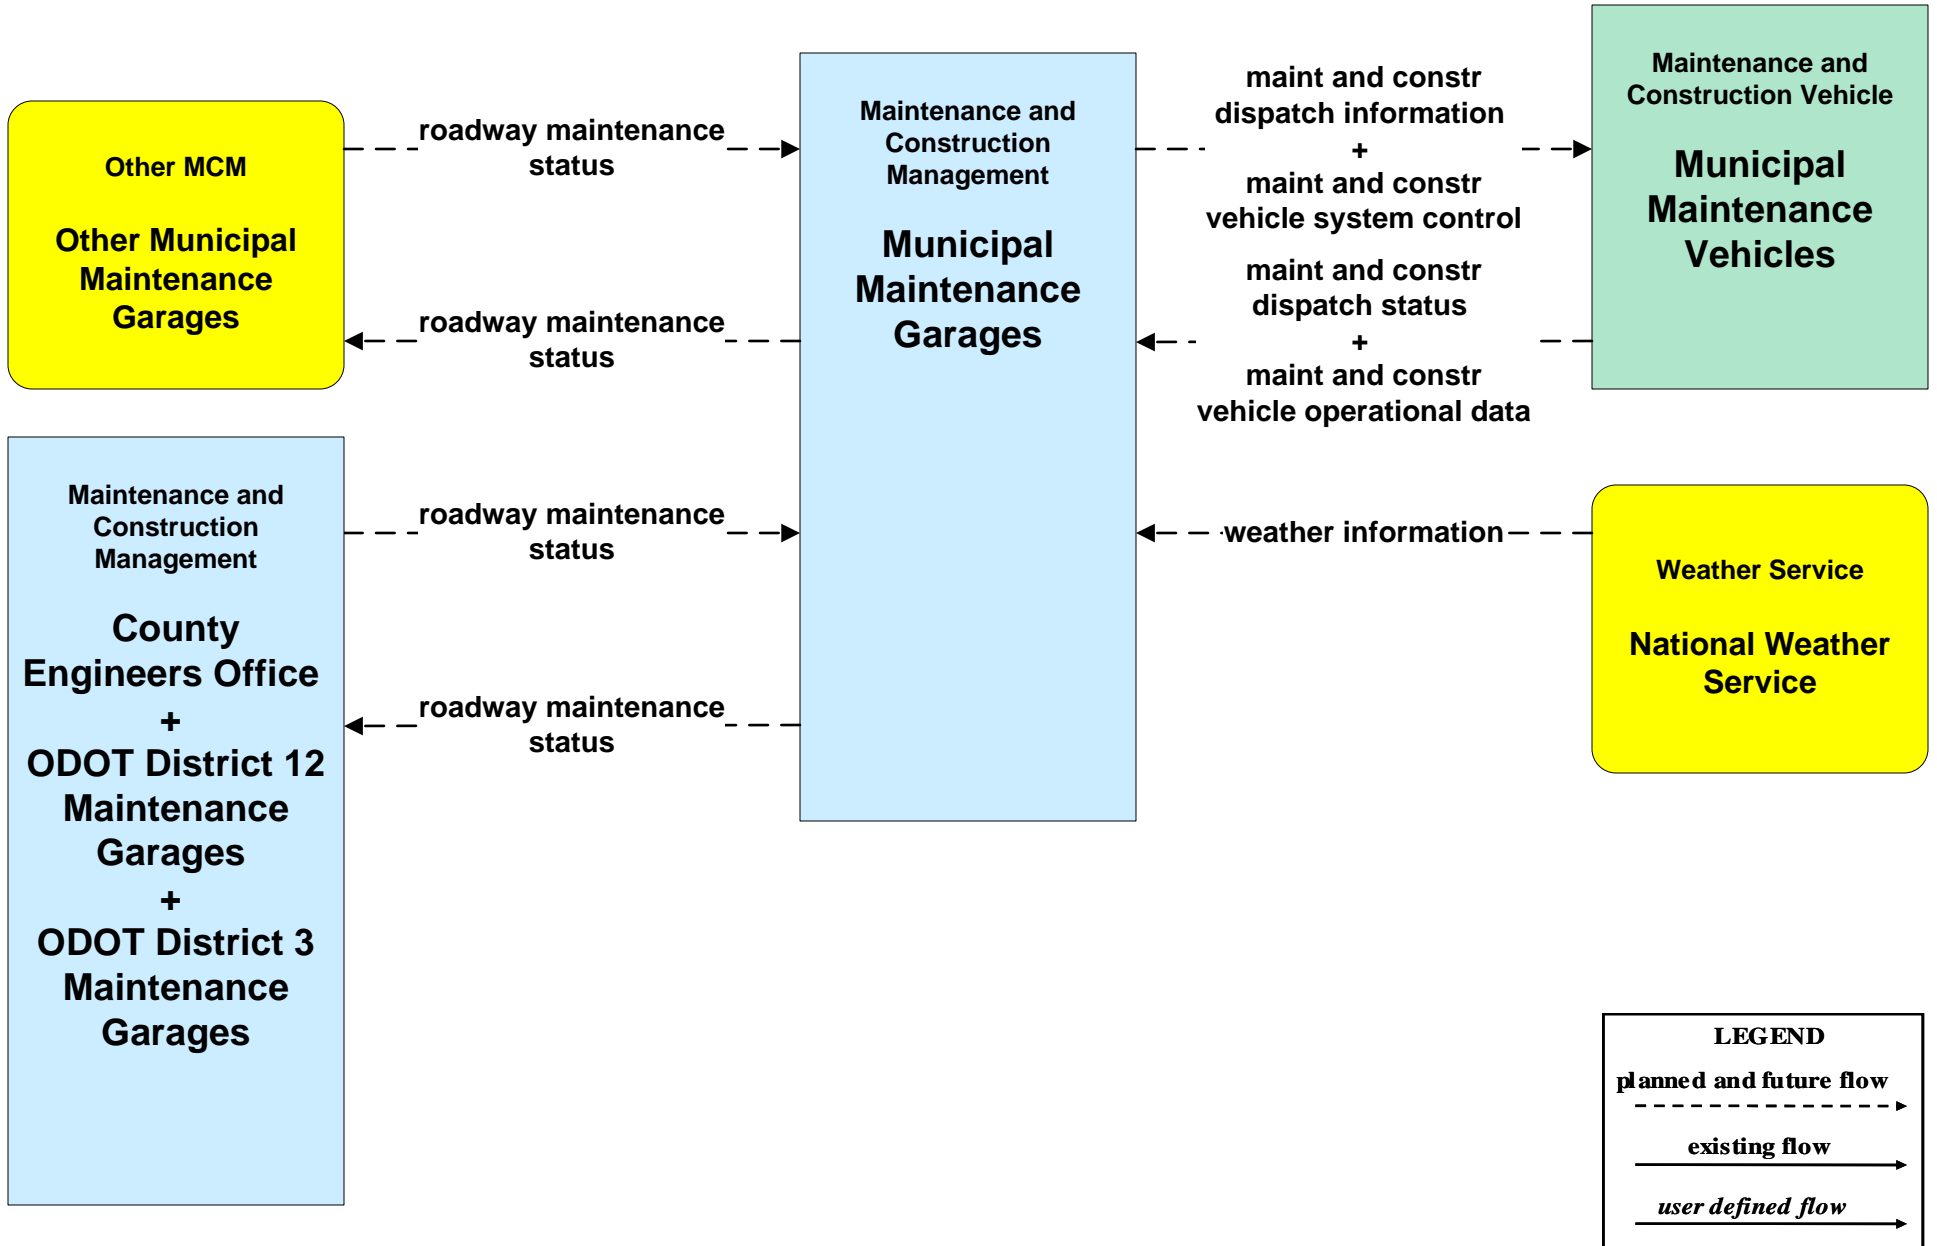 Other MCM
Other Municipal
Maintenance
Garages
roadway maintenance
status
roadway maintenance
status
Maintenance and
Construction
Management
County
Engineers Office
+
ODOT District 12
Maintenance
Garages
+
ODOT District 3
Maintenance
Garages
roadway maintenance
status
roadway maintenance
status
Maintenance and
Construction
Management
Municipal
Maintenance
Garages
maint and constr
dispatch information
+
maint and constr
vehicle system control
maint and constr
dispatch status
+
maint and constr
vehicle operational data
weather information
Maintenance and
Construction Vehicle
Municipal
Maintenance
Vehicles
Weather Service
National Weather
Service
LEGEND
planned and future flow
existing flow
user defined flow